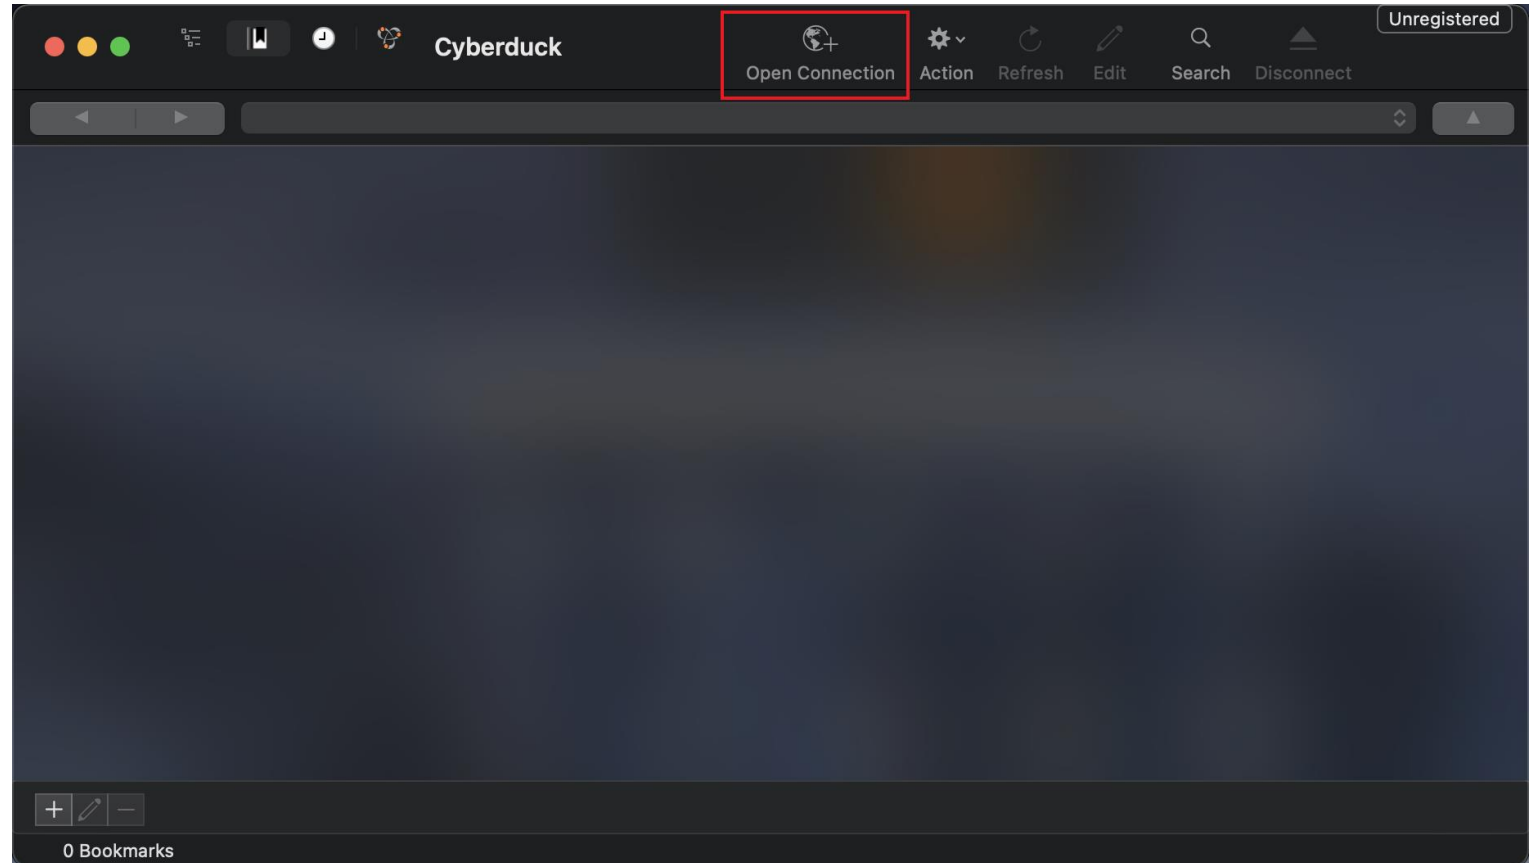 Unregistered
Cyberduck
Open Connection Action Refresh Edit Search Disconnect
0 Bookmarks